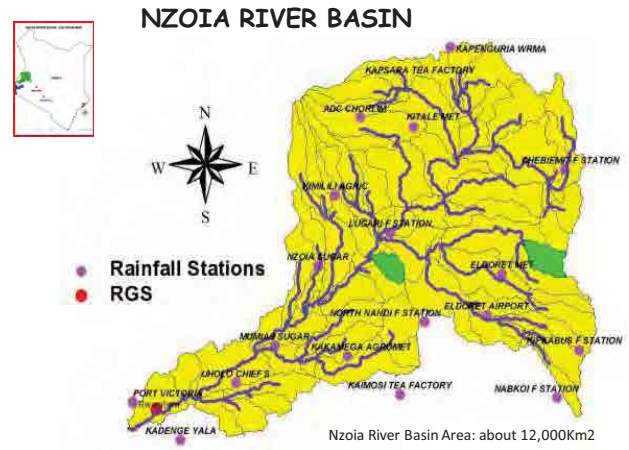 NZOIA RIVER BASIN
KAPENGURIA WRMA
KAPSARA TEA FACTORY
ADC CHORLIM
KITALE MET
CHEBIEMIT F STATION
N
W
E
S
KIMILILI AGRIC
LUGARI F STATION
NZOIA SUGAR
ELDORET MET
Rainfall Stations
RGS
ELDORET AIRPORT
NORTH NANDI F STATION
MUMIAS SUGAR
KAKAMEGA AGROMET
KIPKABUS F STATION
UHOLO CHIEF S
KAIMOSI TEA FACTORY
NABKOI F STATION
PORT VICTORIA
KADENGE YALA
Nzoia River Basin Area: about 12,000Km2